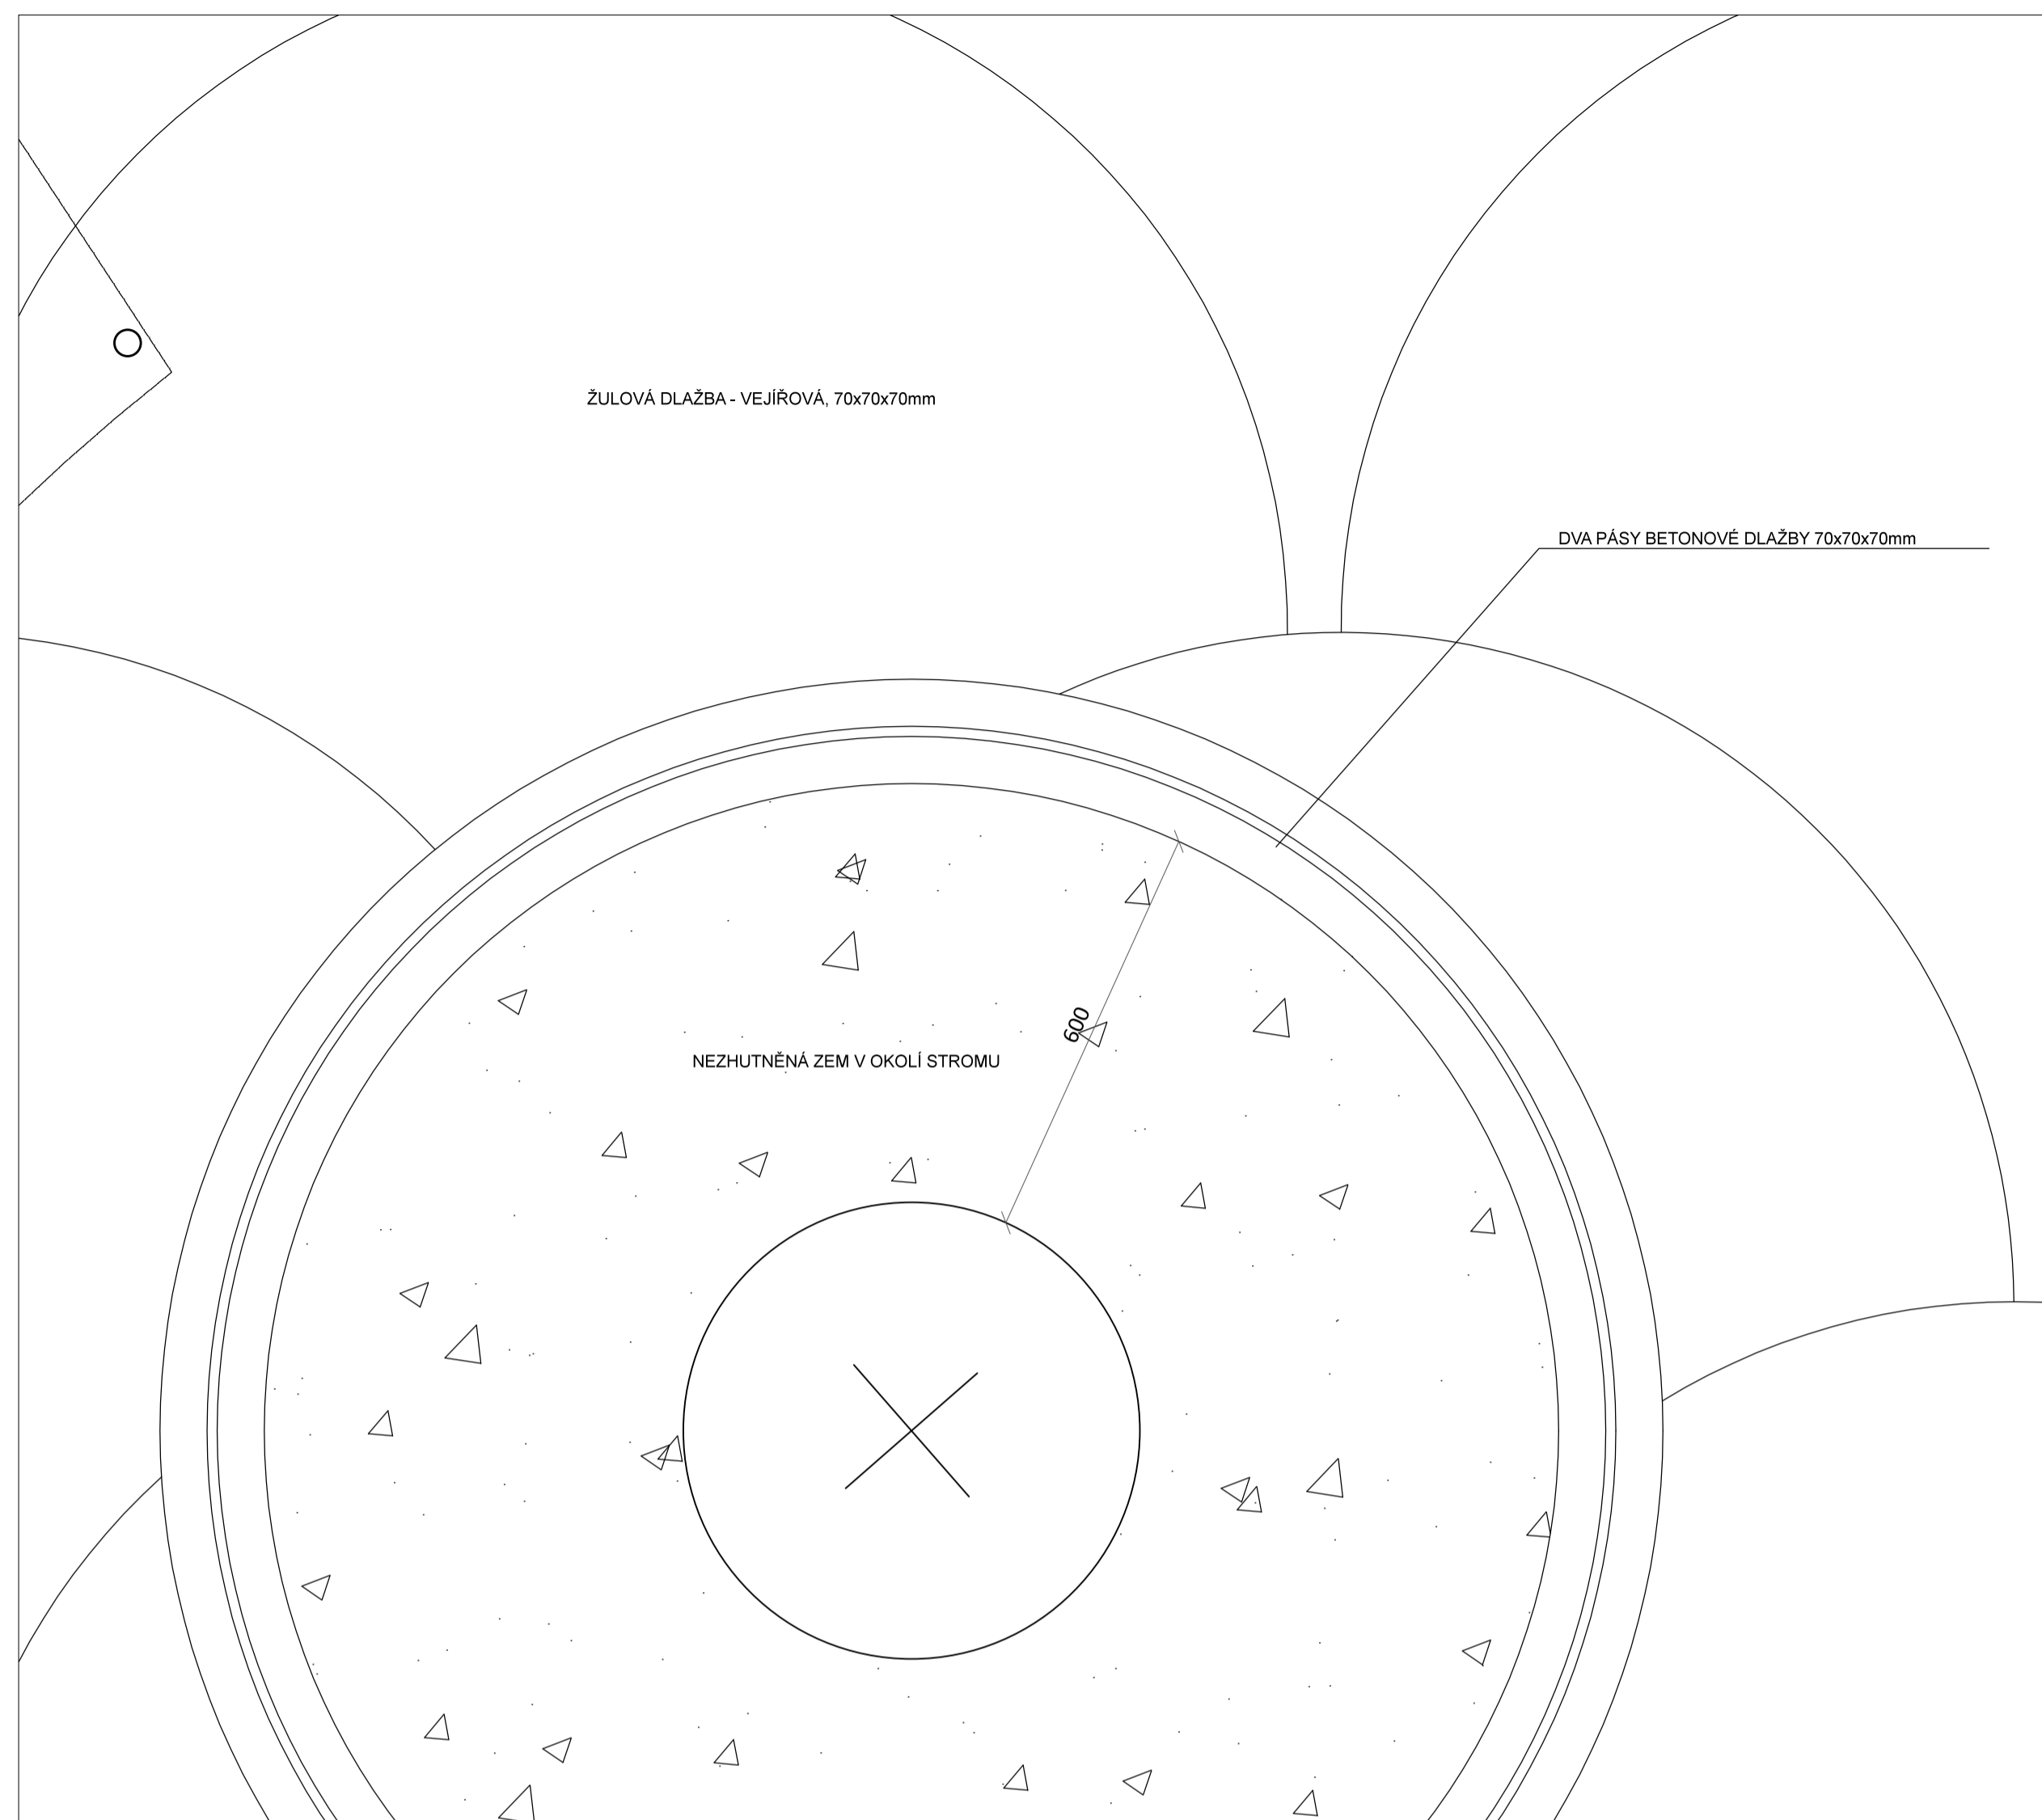 ŽULOVÁ DLAŽBA - VEJÍŘOVÁ, 70x70x70mm
DVA PÁSY BETONOVÉ DLAŽBY 70x70x70mm
600
NEZHUTNĚNÁ ZEM V OKOLÍ STROMU